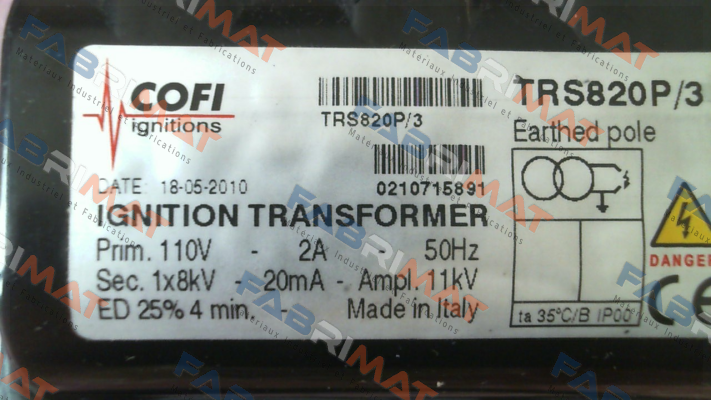 COFI
ignitions
TRS820P/3
TRS820P/3
Earthed pole
DATE: 18-05-2010
0210715891
IGNITION TRANSFORMER
Prim. 110V - 2A - 50Hz
Sec. 1x8kV - 20mA - Ampl. 11kV
ED 25% 4 min. - Made in Italy
ta 35°C/B IP00
DANGER
CE
FABRIMAT
Materiaux Industriels et Fabrications